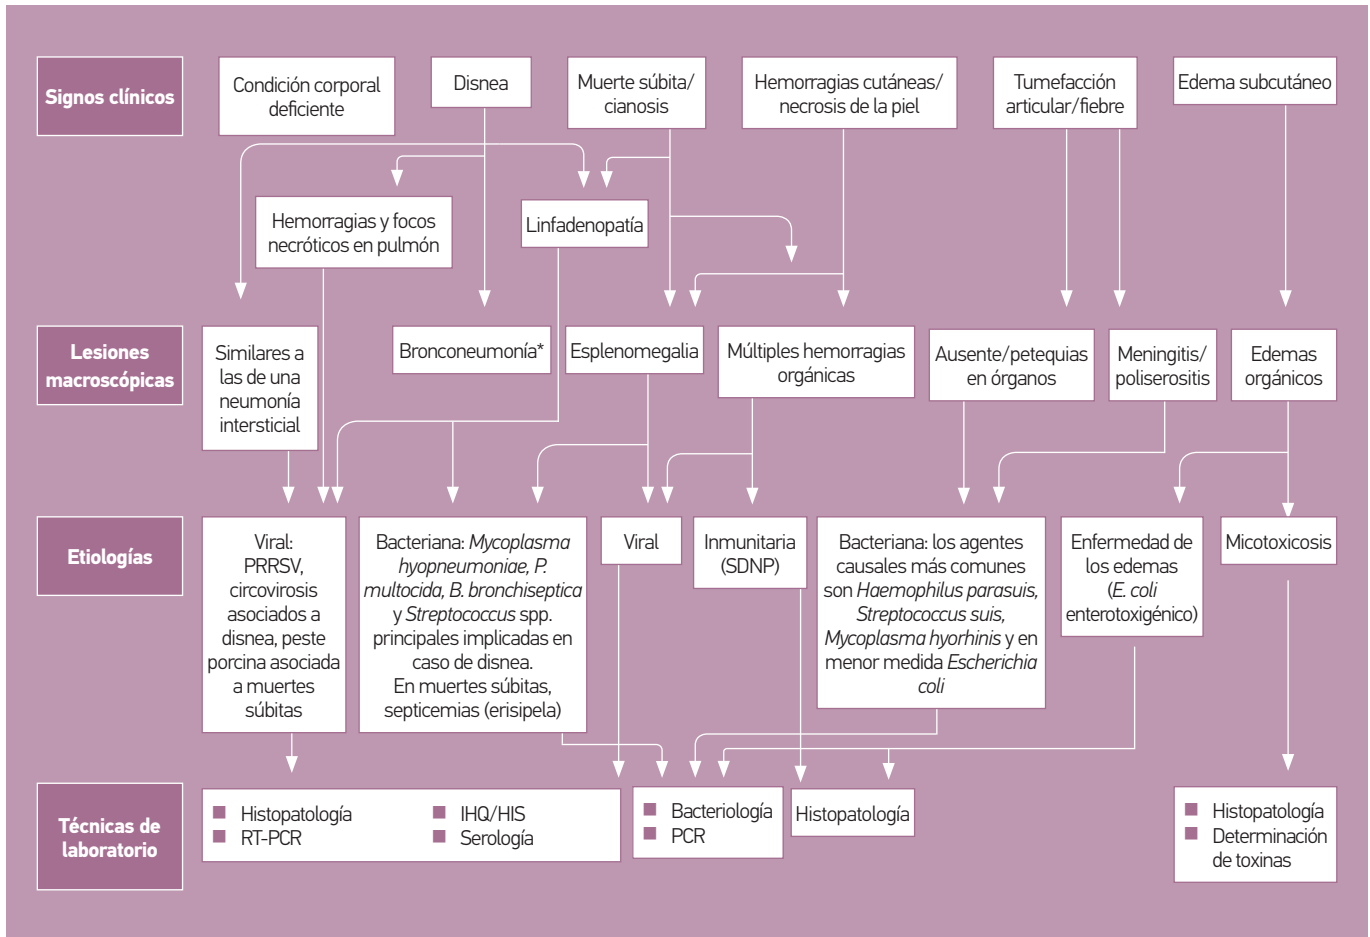 Signos clínicos
Condición corporal
deficiente
Disnea
Muerte súbita/
cianosis
Hemorragias cutáneas/
necrosis de la piel
Tumefacción
articular/fiebre
Edema subcutáneo
Hemorragias y focos
necróticos en pulmón
Linfadenopatía
Lesiones
macroscópicas
Similares a
las de una
neumonía
intersticial
Bronconeumonía*
Esplenomegalia
Múltiples hemorragias
orgánicas
Ausente/petequias
en órganos
Meningitis/
poliserositis
Edemas
orgánicos
Etiologías
Viral:
PRRSV,
circovirosis
asociados a
disnea, peste
porcina asociada
a muertes
súbitas
Bacteriana: Mycoplasma
hyopneumoniae, P.
multocida, B. bronchiseptica
y Streptococcus spp.
principales implicadas en
caso de disnea.
En muertes súbitas,
septicemias (erisipela)
Viral
Inmunitaria
(SDNP)
Bacteriana: los agentes
causales más comunes
son Haemophilus parasuis,
Streptococcus suis,
Mycoplasma hyorhinis y en
menor medida Escherichia
coli
Enfermedad de
los edemas
(E. coli
enterotoxigénico)
Micotoxicosis
Técnicas de
laboratorio
Histopatología
RT-PCR
IHQ/HIS
Serología
Bacteriología
PCR
Histopatología
Histopatología
Determinación
de toxinas